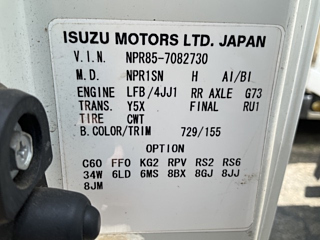 ISUZU MOTORS LTD. JAPAN
V.I.N. NPR85-7082730
M.D. NPR1SN H AI/BI
ENGINE LFB/4JJ1 RR AXLE G73
TRANS. Y5X FINAL RU1
TIRE CWT
B.COLOR/TRIM 729/155
OPTION
C60 FF0 KG2 RPV RS2 RS6
34W 6LD 6MS 8BX 8GJ 8JJ
8JM